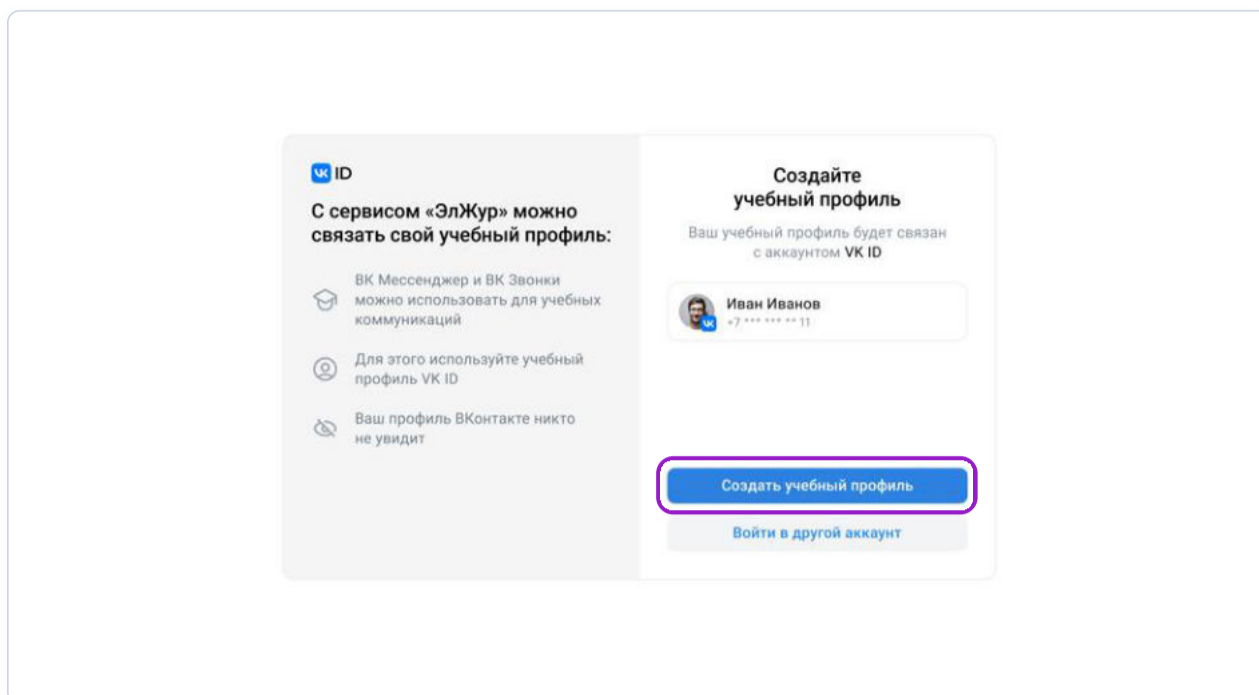 VK ID
С сервисом «ЭлЖур» можно
связать свой учебный профиль:
ВК Мессенджер и ВК Звонки
можно использовать для учебных
коммуникаций
Для этого используйте учебный
профиль VK ID
Ваш профиль ВКонтакте никто
не увидит
Создайте
учебный профиль
Ваш учебный профиль будет связан
с аккаунтом VK ID
Иван Иванов
+7 *** *** ** 11
Создать учебный профиль
Войти в другой аккаунт